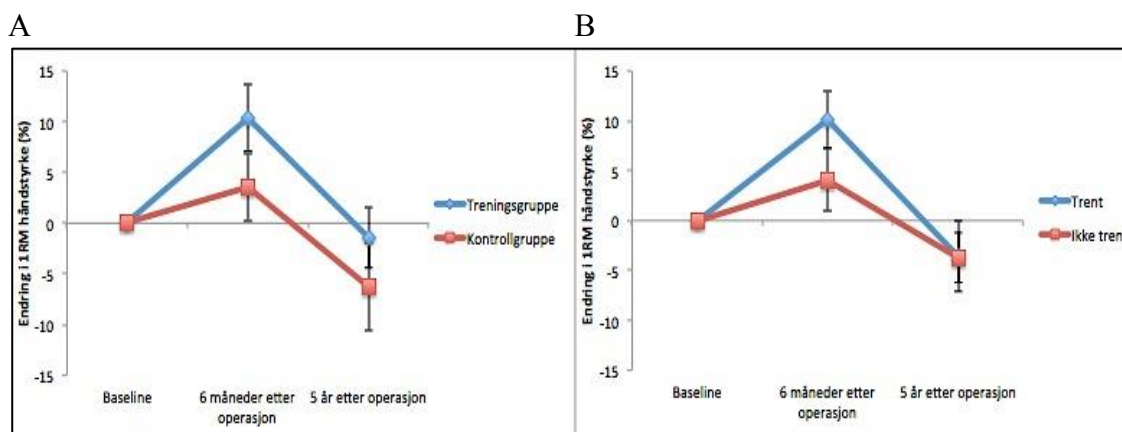 A
B
Endring i 1RM håndstyrke (%)
15
10
5
0
-5
-10
-15
Baseline
6 måneder etter
operasjon
5 år etter operasjon
Treningsgruppe
Kontrollgruppe
Endring i 1RM håndstyrke (%)
15
10
5
0
-5
-10
-15
Baseline
6 måneder etter
operasjon
5 år etter operasjon
Trent
Ikke tren